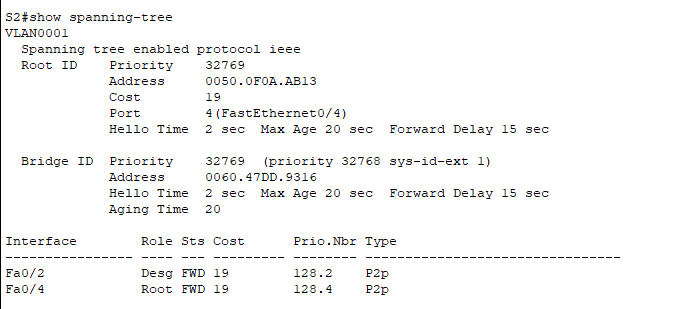 S2#show spanning-tree
VLAN0001
  Spanning tree enabled protocol ieee
  Root ID    Priority    32769
             Address     0050.0F0A.AB13
             Cost        19
             Port        4(FastEthernet0/4)
             Hello Time  2 sec  Max Age 20 sec  Forward Delay 15 sec
  Bridge ID  Priority    32769  (priority 32768 sys-id-ext 1)
             Address     0060.47DD.9316
             Hello Time  2 sec  Max Age 20 sec  Forward Delay 15 sec
             Aging Time  20
Interface        Role Sts Cost      Prio.Nbr Type
---------------- ---- --- --------- -------- --------------------------------
Fa0/2            Desg FWD 19        128.2    P2p
Fa0/4            Root FWD 19        128.4    P2p